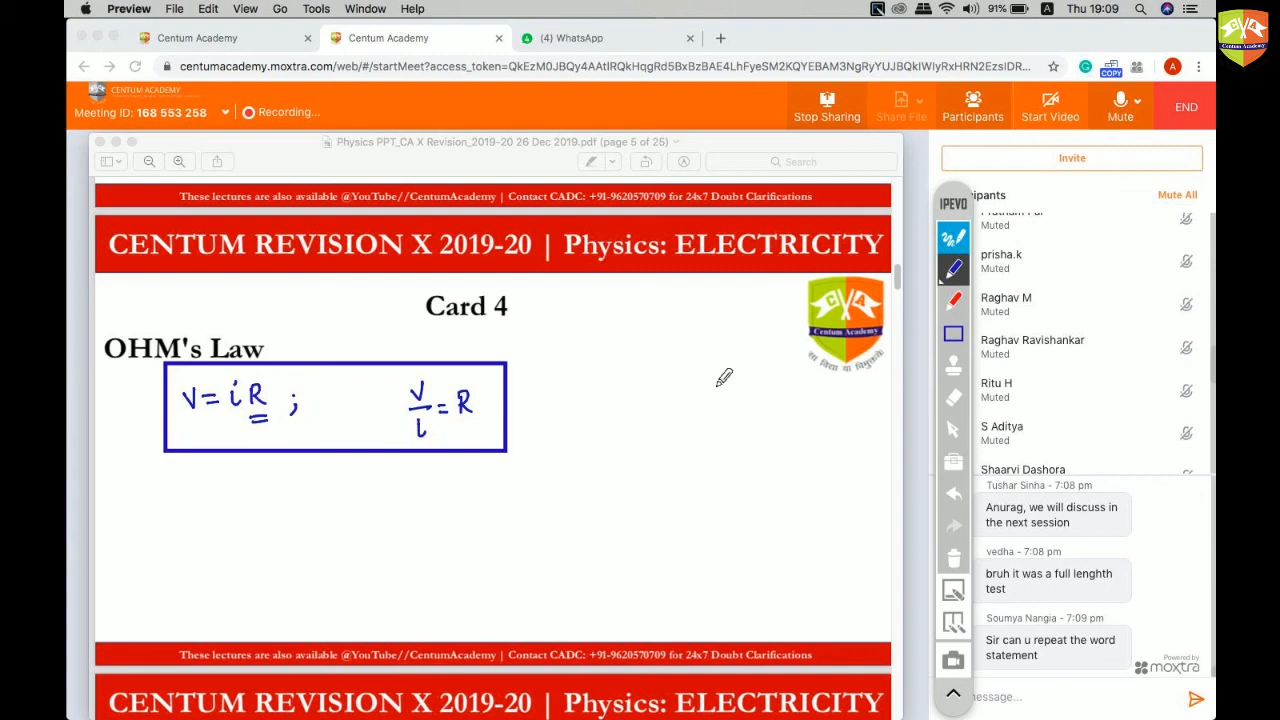 Preview File Edit View Go Tools Window Help 91% A Thu 19:09
Centum Academy
Centum Academy
(4) WhatsApp
centumacademy.moxtra.com/web/#/startMeet?access_token=QkEzM0JBQy4AAtIRQkHqgRd5BxBzBAE4LhFyeSM2KQYEBAM3NgRyYUJBQkIWIyRxHRN2EzsIDR...
COPY
A
CENTUM ACADEMY
Meeting ID: 168 553 258
Recording...
Stop Sharing
Share File
Participants
Start Video
Mute
END
Physics PPT_CA X Revision_2019-20 26 Dec 2019.pdf (page 5 of 25)
Search
These lectures are also available @YouTube//CentumAcademy | Contact CADC: +91-9620570709 for 24x7 Doubt Clarifications
CENTUM REVISION X 2019-20 | Physics: ELECTRICITY
Card 4
C A
Centum Academy
सा विद्या या विमुक्तये
OHM's Law
V = i R ;
V/i = R
These lectures are also available @YouTube//CentumAcademy | Contact CADC: +91-9620570709 for 24x7 Doubt Clarifications
CENTUM REVISION X 2019-20 | Physics: ELECTRICITY
Invite
Mute All
IPEVO
Muted
prisha.k
Muted
Raghav M
Muted
Raghav Ravishankar
Muted
Ritu H
Muted
S Aditya
Muted
Shaarvi Dashora
Tushar Sinha - 7:08 pm
Anurag, we will discuss in
the next session
vedha - 7:08 pm
bruh it was a full lenghth
test
Soumya Nangia - 7:09 pm
Sir can u repeat the word
statement
Powered by
moxtra
C A
Centum Academy